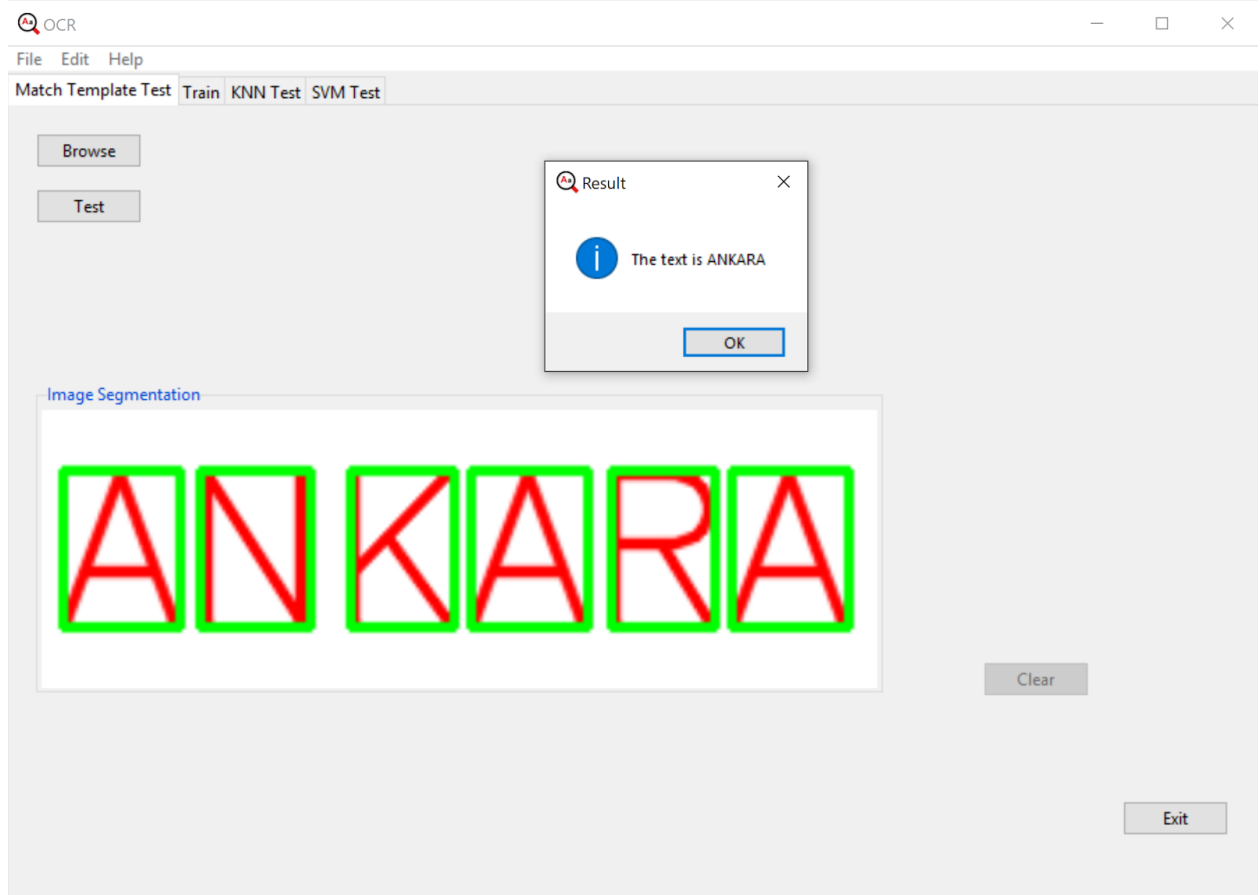 OCR
File Edit Help
Match Template Test Train KNN Test SVM Test
Browse
Test
Result
The text is ANKARA
OK
Image Segmentation
ANKARA
Clear
Exit